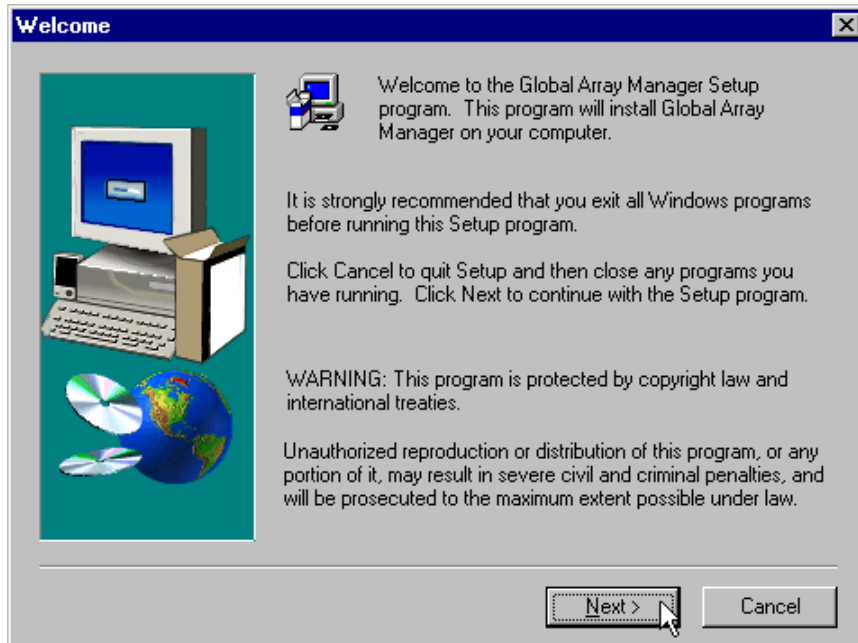 Welcome
Welcome to the Global Array Manager Setup
program.  This program will install Global Array
Manager on your computer.
It is strongly recommended that you exit all Windows programs
before running this Setup program.
Click Cancel to quit Setup and then close any programs you
have running.  Click Next to continue with the Setup program.
WARNING: This program is protected by copyright law and
international treaties.
Unauthorized reproduction or distribution of this program, or any
portion of it, may result in severe civil and criminal penalties, and
will be prosecuted to the maximum extent possible under law.
Next >
Cancel